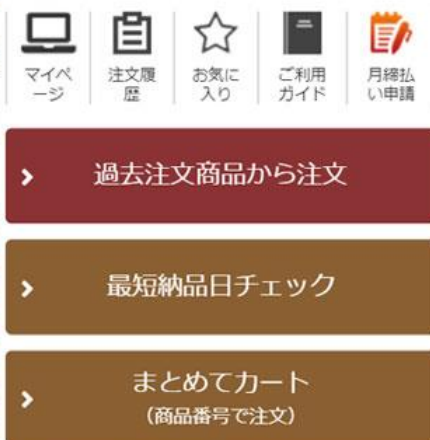 マイペ
ージ
注文履
歴
お気に
入り
ご利用
ガイド
月締払
い申請
過去注文商品から注文
最短納品日チェック
まとめてカート
（商品番号で注文）